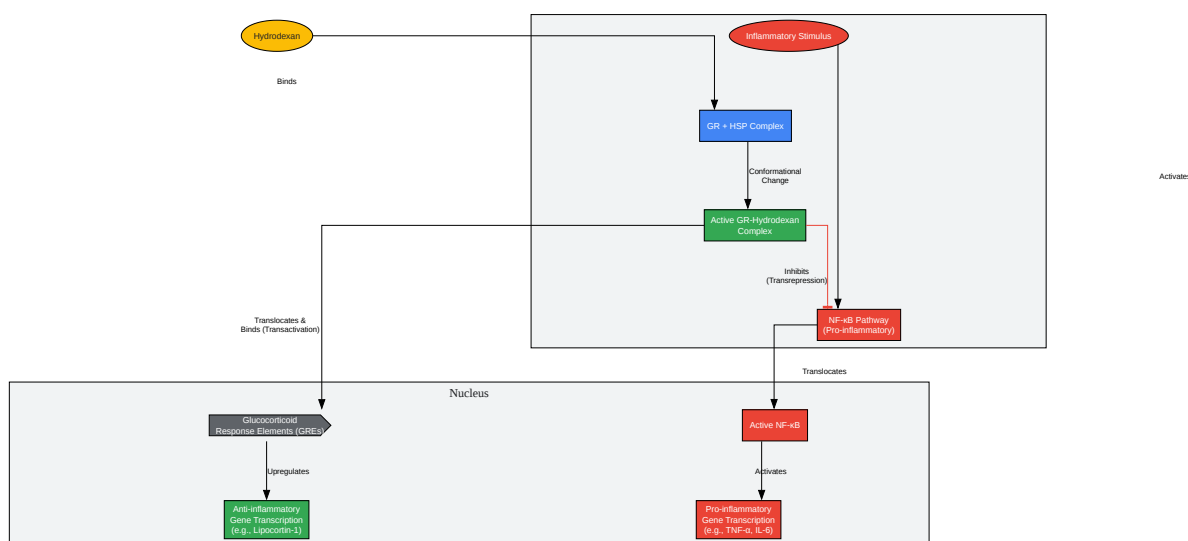 Hydrodexan
Inflammatory Stimulus
Binds
GR + HSP Complex
Conformational
Change
Activates
Active GR-Hydrodexan
Complex
Inhibits
(Transrepression)
Translocates &
Binds (Transactivation)
NF-κB Pathway
(Pro-inflammatory)
Translocates
Nucleus
Glucocorticoid
Response Elements (GREs)
Active NF-κB
Upregulates
Activates
Anti-inflammatory
Gene Transcription
(e.g., Lipocortin-1)
Pro-inflammatory
Gene Transcription
(e.g., TNF-α, IL-6)